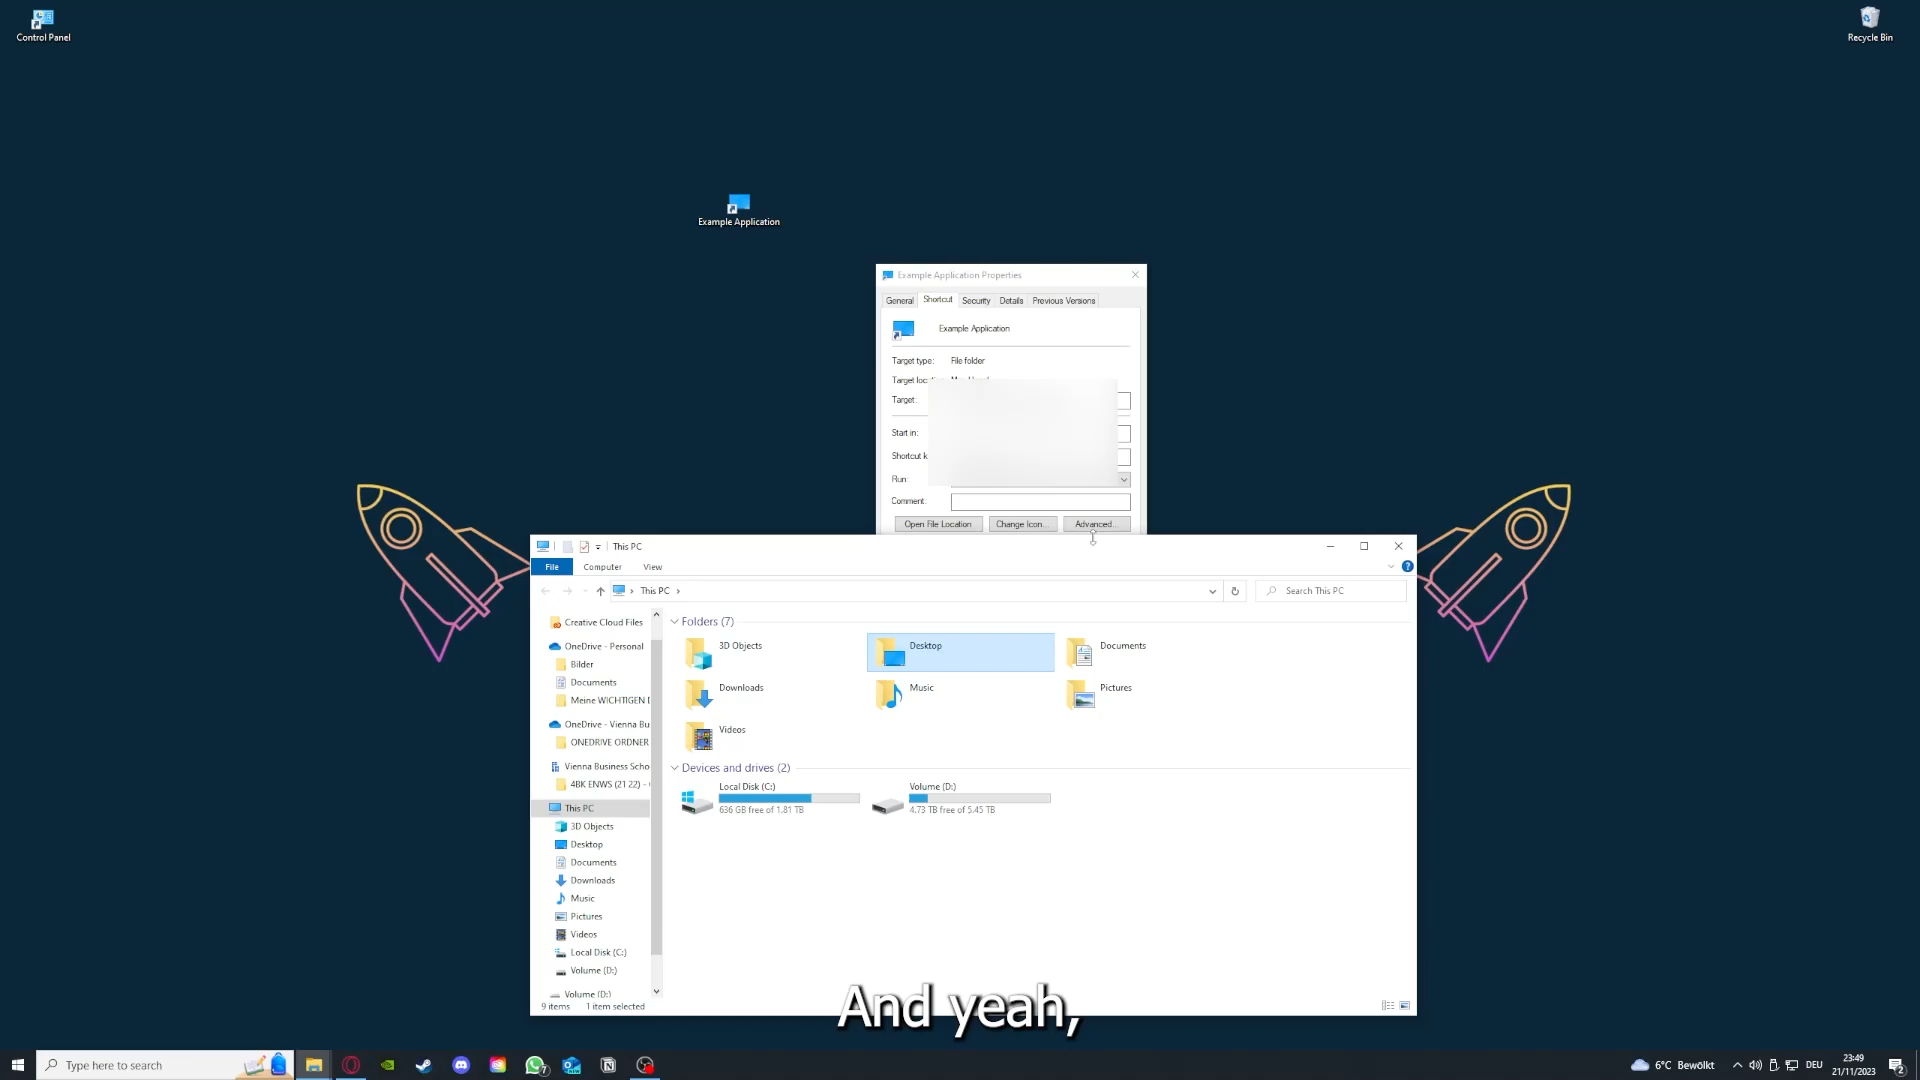 Control Panel
Recycle Bin
Example Application
Example Application Properties
General Shortcut Security Details Previous Versions
Example Application
Target type: File folder
Target
Target:
Start in:
Shortcut
Run:
Comment:
Open File Location Change Icon... Advanced...
This PC
File Computer View
This PC
Search This PC
Creative Cloud Files
OneDrive - Personal
Bilder
Documents
Meine WICHTIGEN
OneDrive - Vienna Bu
ONEDRIVE ORDNER
Vienna Business Scho
4BK ENWS (21 22) -
This PC
3D Objects
Desktop
Documents
Downloads
Music
Pictures
Videos
Local Disk (C:)
Volume (D:)
Volume (D:)
Folders (7)
3D Objects
Desktop
Documents
Downloads
Music
Pictures
Videos
Devices and drives (2)
Local Disk (C:)
636 GB free of 1.81 TB
Volume (D:)
4.73 TB free of 5.45 TB
9 items 1 item selected
And yeah,
Type here to search
7
6°C Bewölkt
DEU
23:49
21/11/2023
2